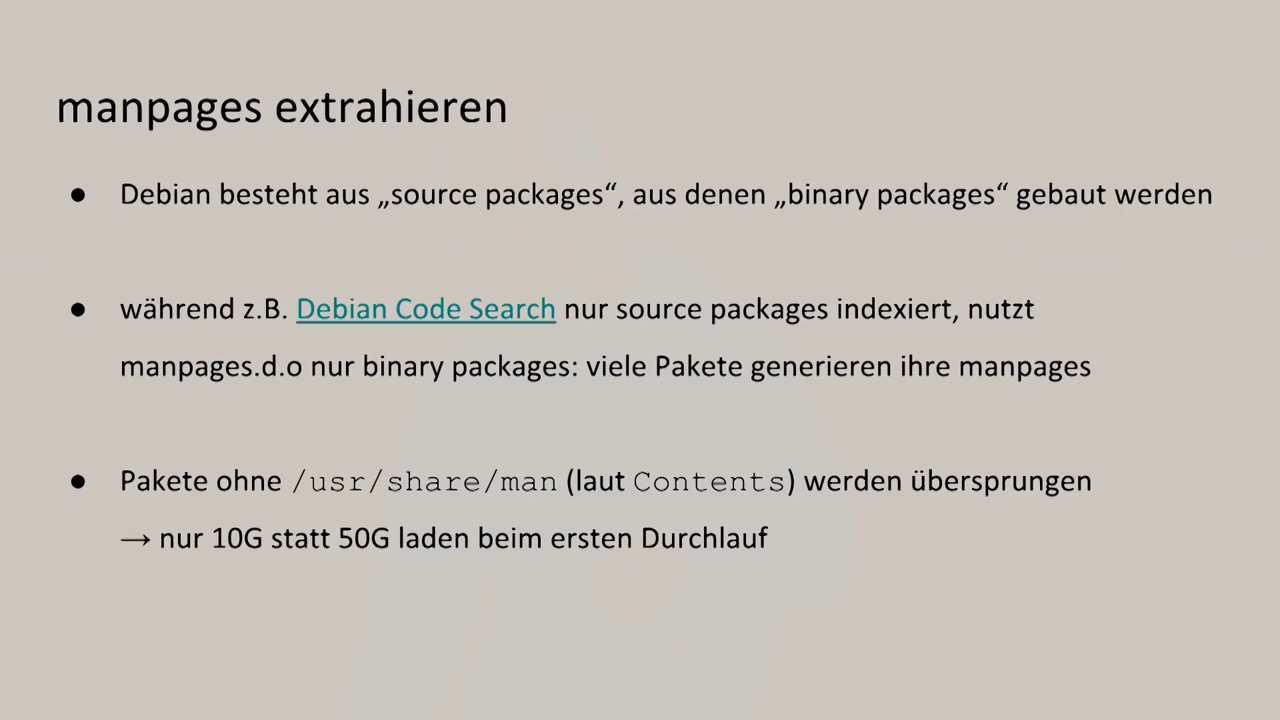 manpages extrahieren
● Debian besteht aus „source packages“, aus denen „binary packages“ gebaut werden
● während z.B. Debian Code Search nur source packages indexiert, nutzt
manpages.d.o nur binary packages: viele Pakete generieren ihre manpages
● Pakete ohne /usr/share/man (laut Contents) werden übersprungen
→ nur 10G statt 50G laden beim ersten Durchlauf